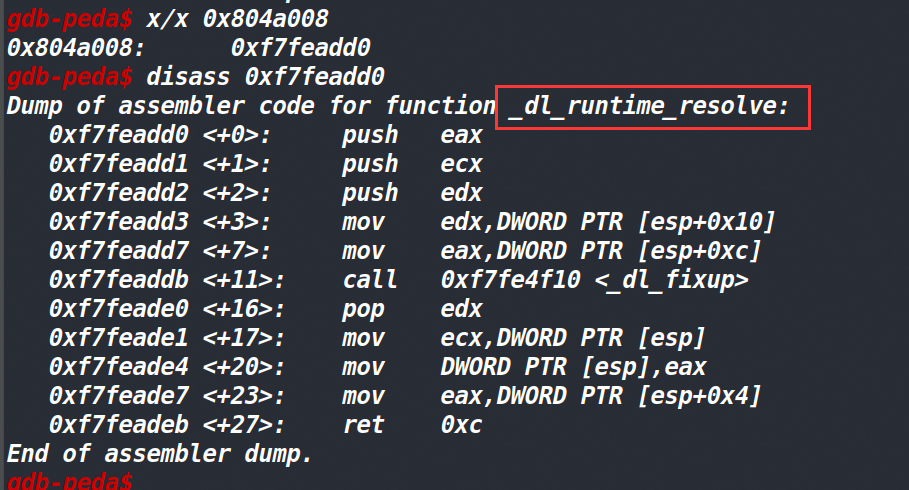 gdb-peda$ x/x 0x804a008
0x804a008:      0xf7feadd0
gdb-peda$ disass 0xf7feadd0
Dump of assembler code for function _dl_runtime_resolve:
   0xf7feadd0 <+0>:     push   eax
   0xf7feadd1 <+1>:     push   ecx
   0xf7feadd2 <+2>:     push   edx
   0xf7feadd3 <+3>:     mov    edx,DWORD PTR [esp+0x10]
   0xf7feadd7 <+7>:     mov    eax,DWORD PTR [esp+0xc]
   0xf7feaddb <+11>:    call   0xf7fe4f10 <_dl_fixup>
   0xf7feade0 <+16>:    pop    edx
   0xf7feade1 <+17>:    mov    ecx,DWORD PTR [esp]
   0xf7feade4 <+20>:    mov    DWORD PTR [esp],eax
   0xf7feade7 <+23>:    mov    eax,DWORD PTR [esp+0x4]
   0xf7feadeb <+27>:    ret    0xc
End of assembler dump.
gdb-peda$